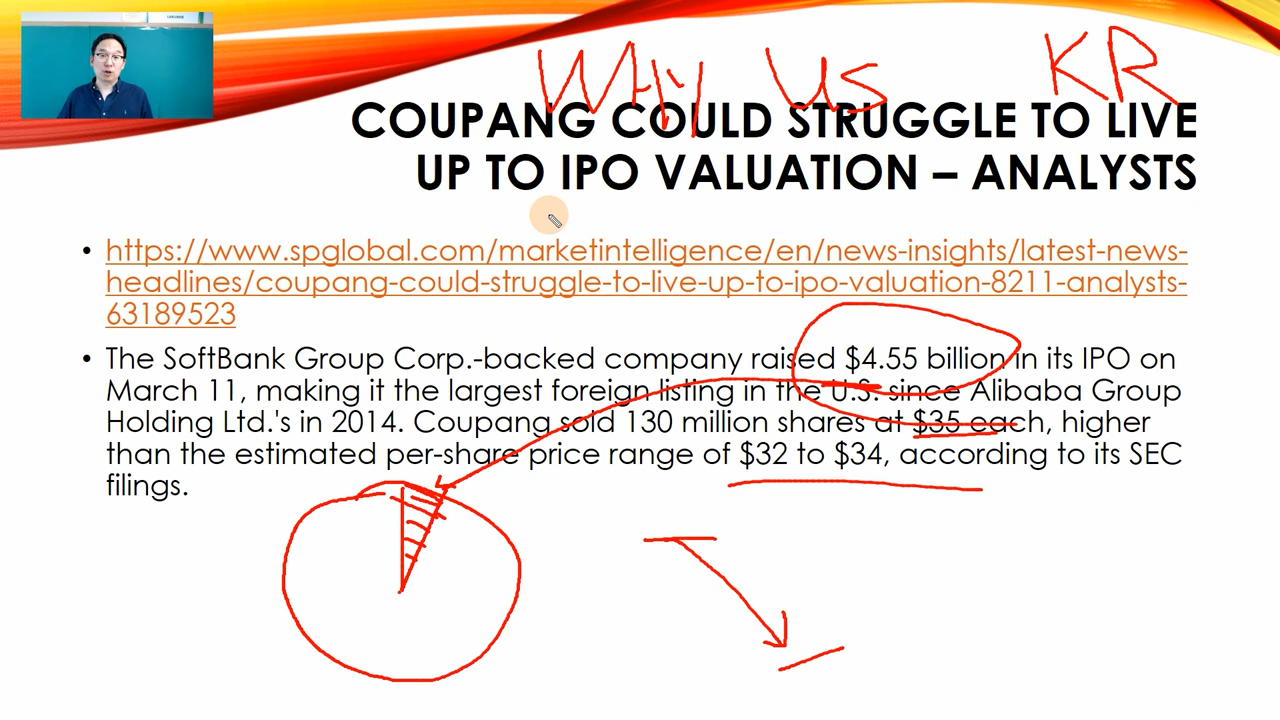 Why US KR
COUPANG COULD STRUGGLE TO LIVE
UP TO IPO VALUATION – ANALYSTS
• https://www.spglobal.com/marketintelligence/en/news-insights/latest-news-
headlines/coupang-could-struggle-to-live-up-to-ipo-valuation-8211-analysts-
63189523
• The SoftBank Group Corp.-backed company raised $4.55 billion in its IPO on
March 11, making it the largest foreign listing in the U.S. since Alibaba Group
Holding Ltd.'s in 2014. Coupang sold 130 million shares at $35 each, higher
than the estimated per-share price range of $32 to $34, according to its SEC
filings.